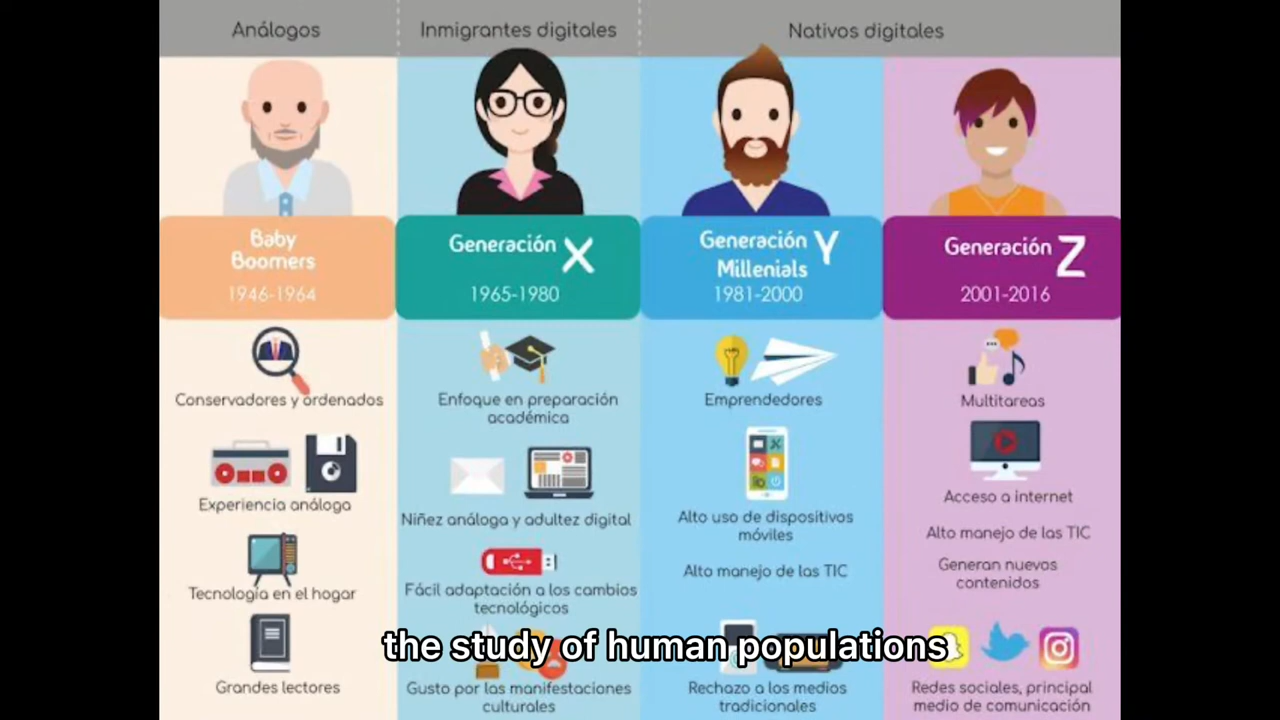 Análogos
Inmigrantes digitales
Nativos digitales
Baby
Boomers
1946-1964
Generación X
1965-1980
Generación Y
Millenials
1981-2000
Generación Z
2001-2016
Conservadores y ordenados
Experiencia análoga
Tecnología en el hogar
Grandes lectores
Enfoque en preparación
académica
Niñez análoga y adultez digital
Fácil adaptación a los cambios
tecnológicos
Gusto por las manifestaciones
culturales
Emprendedores
Alto uso de dispositivos
móviles
Alto manejo de las TIC
Rechazo a los medios
tradicionales
Multitareas
Acceso a internet
Alto manejo de las TIC
Generan nuevos
contenidos
Redes sociales, principal
medio de comunicación
the study of human populations